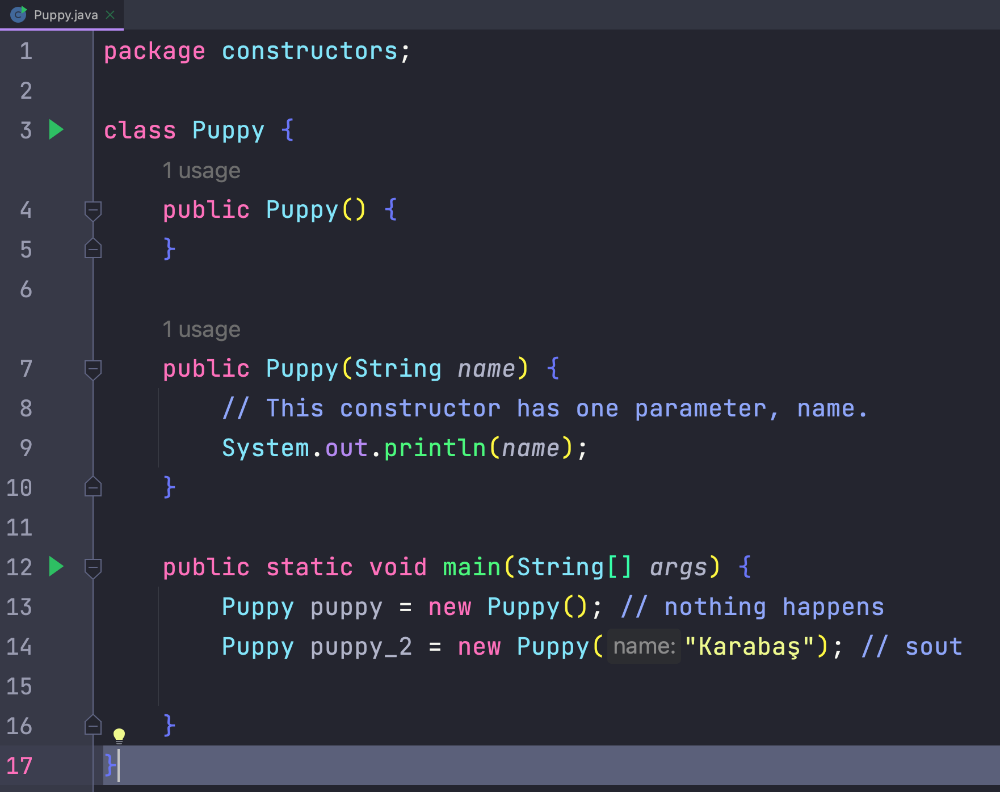 Puppy.java
1 package constructors;
2
3 class Puppy {
1 usage
4 public Puppy() {
5 }
6
1 usage
7 public Puppy(String name) {
8 // This constructor has one parameter, name.
9 System.out.println(name);
10 }
11
12 public static void main(String[] args) {
13 Puppy puppy = new Puppy(); // nothing happens
14 Puppy puppy_2 = new Puppy( name: "Karabaş"); // sout
15
16 }
17 }